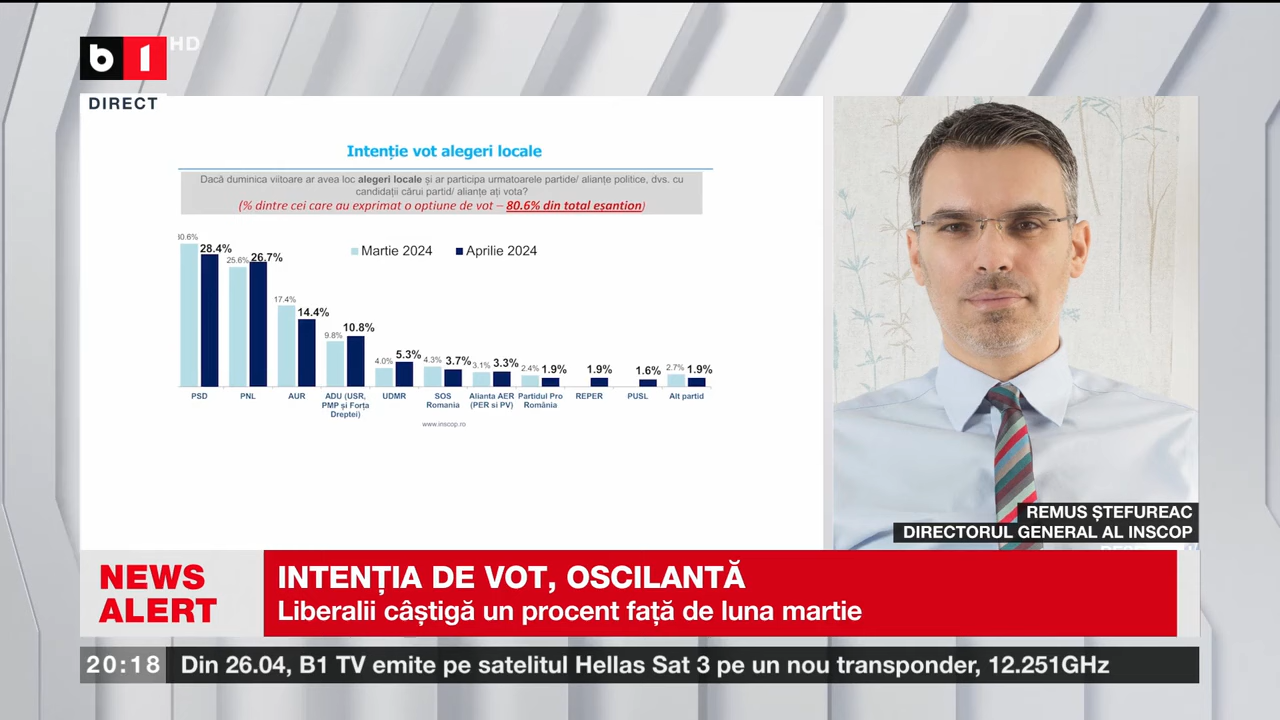 b1 HD
DIRECT
Intenție vot alegeri locale
Dacă duminica viitoare ar avea loc alegeri locale și ar participa urmatoarele partide/ alianțe politice, dvs. cu
candidații cărui partid/ alianțe ați vota?
(% dintre cei care au exprimat o optiune de vot – 80.6% din total eșantion)
Martie 2024 Aprilie 2024
28.4%
25.6% 26.7%
17.4% 14.4%
9.8% 10.8%
4.0% 5.3%
4.3% 3.7%
3.1% 3.3%
2.4% 1.9%
1.9%
1.6%
2.7% 1.9%
PSD
PNL
AUR
ADU (USR,
PMP și Forța
Dreptei)
UDMR
SOS
Romania
Alianta AER
(PER si PV)
Partidul Pro
România
REPER
PUSL
Alt partid
www.inscop.ro
REMUS ȘTEFUREAC
DIRECTORUL GENERAL AL INSCOP
NEWS
ALERT
INTENȚIA DE VOT, OSCILANTĂ
Liberalii câștigă un procent față de luna martie
20:18 Din 26.04, B1 TV emite pe satelitul Hellas Sat 3 pe un nou transponder, 12.251GHz